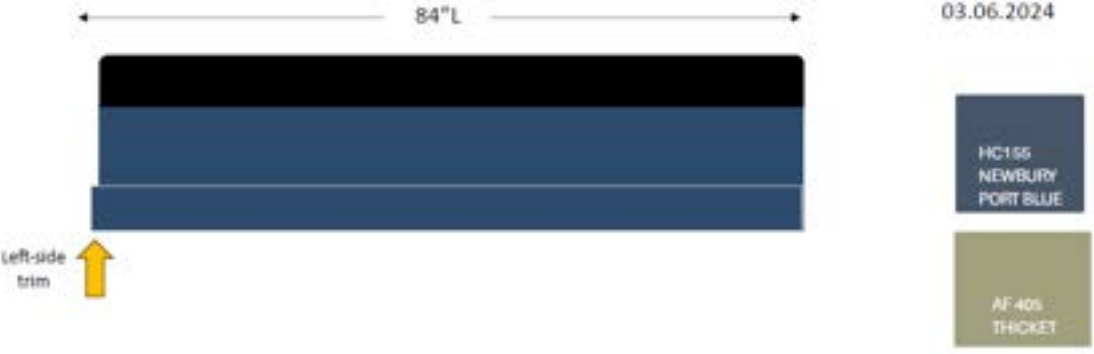 84"L
03.06.2024
HC155
NEWBURY
PORT BLUE
Left-side
trim
AF 405
THICKET